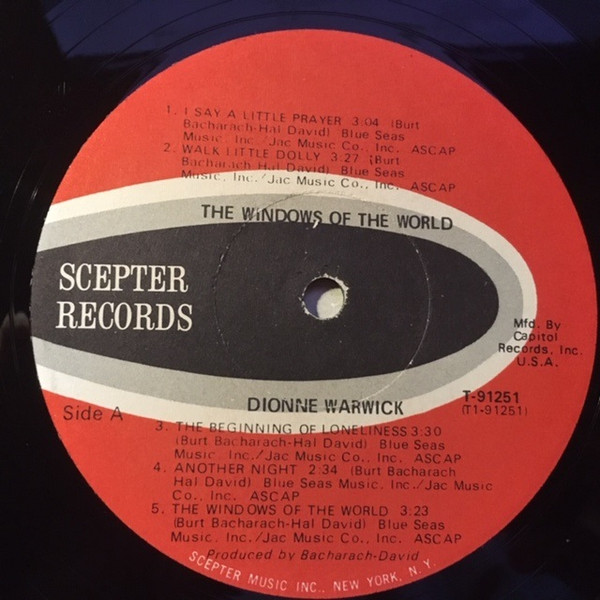 1. I SAY A LITTLE PRAYER 3:04 (Burt
Bacharach-Hal David) Blue Seas
Music, Inc./Jac Music Co., Inc. ASCAP
2. WALK LITTLE DOLLY 3:27 (Burt
Bacharach-Hal David) Blue Seas
Music, Inc./Jac Music Co., Inc. ASCAP
THE WINDOWS OF THE WORLD
SCEPTER
RECORDS
Mfd. By
Capitol
Records, Inc.
U.S.A.
Side A
DIONNE WARWICK
T-91251
(T1-91251)
3. THE BEGINNING OF LONELINESS 3:30
(Burt Bacharach-Hal David) Blue Seas
Music, Inc./Jac Music Co., Inc. ASCAP
4. ANOTHER NIGHT 2:34 (Burt Bacharach
Hal David) Blue Seas Music, Inc./Jac Music
Co., Inc. ASCAP
5. THE WINDOWS OF THE WORLD 3:23
(Burt Bacharach-Hal David) Blue Seas
Music, Inc./Jac Music Co., Inc. ASCAP
Produced by Bacharach-David
SCEPTER MUSIC INC., NEW YORK, N.Y.